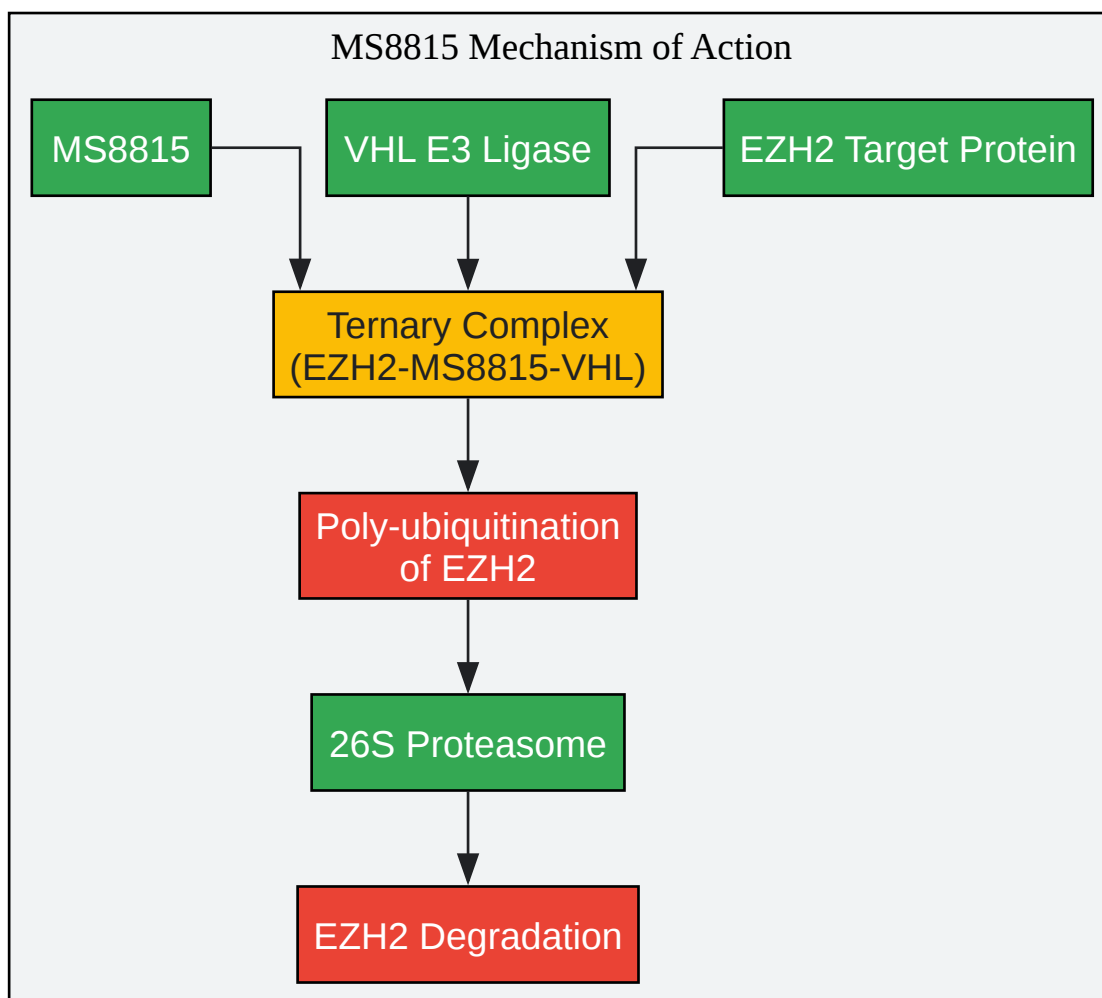 MS8815 Mechanism of Action
MS8815
VHL E3 Ligase
EZH2 Target Protein
Ternary Complex
(EZH2-MS8815-VHL)
Poly-ubiquitination
of EZH2
26S Proteasome
EZH2 Degradation